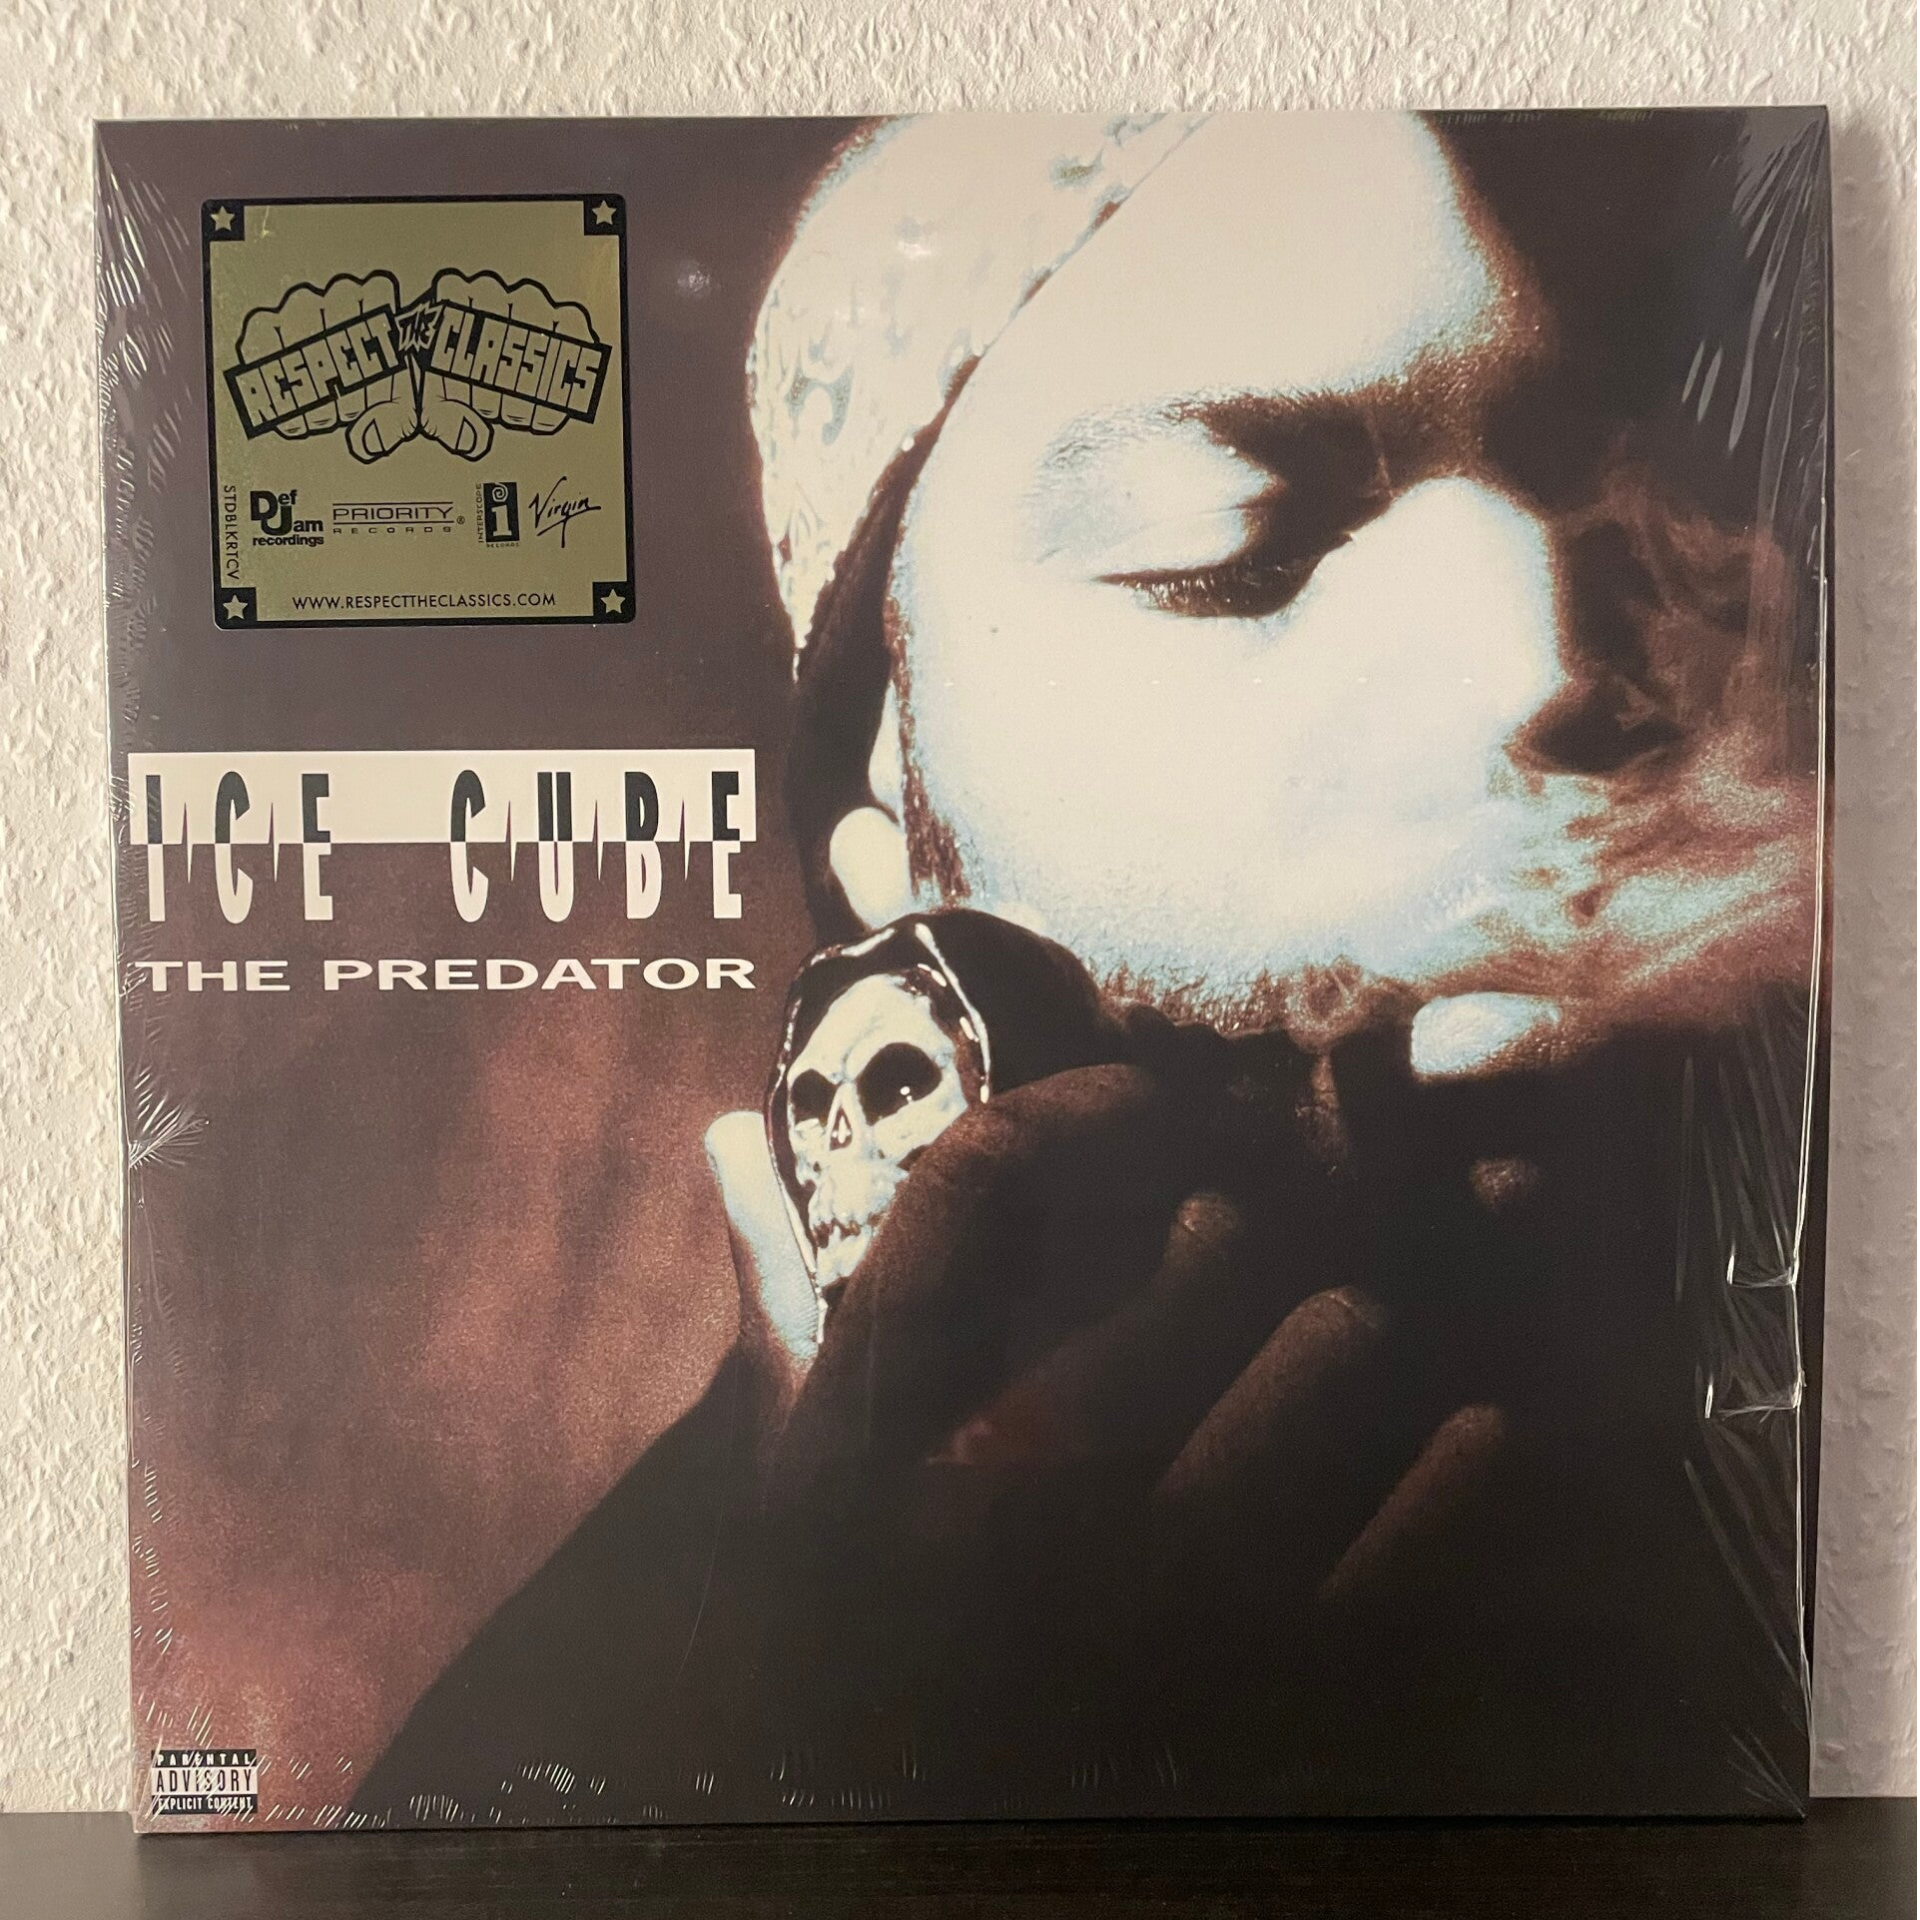 RESPECT THE CLASSICS
STDBLKRTCV
Def Jam recordings
PRIORITY RECORDS®
INTERSCOPE RECORDS
Virgin
WWW.RESPECTTHECLASSICS.COM
ICE CUBE
THE PREDATOR
PARENTAL
ADVISORY
EXPLICIT CONTENT